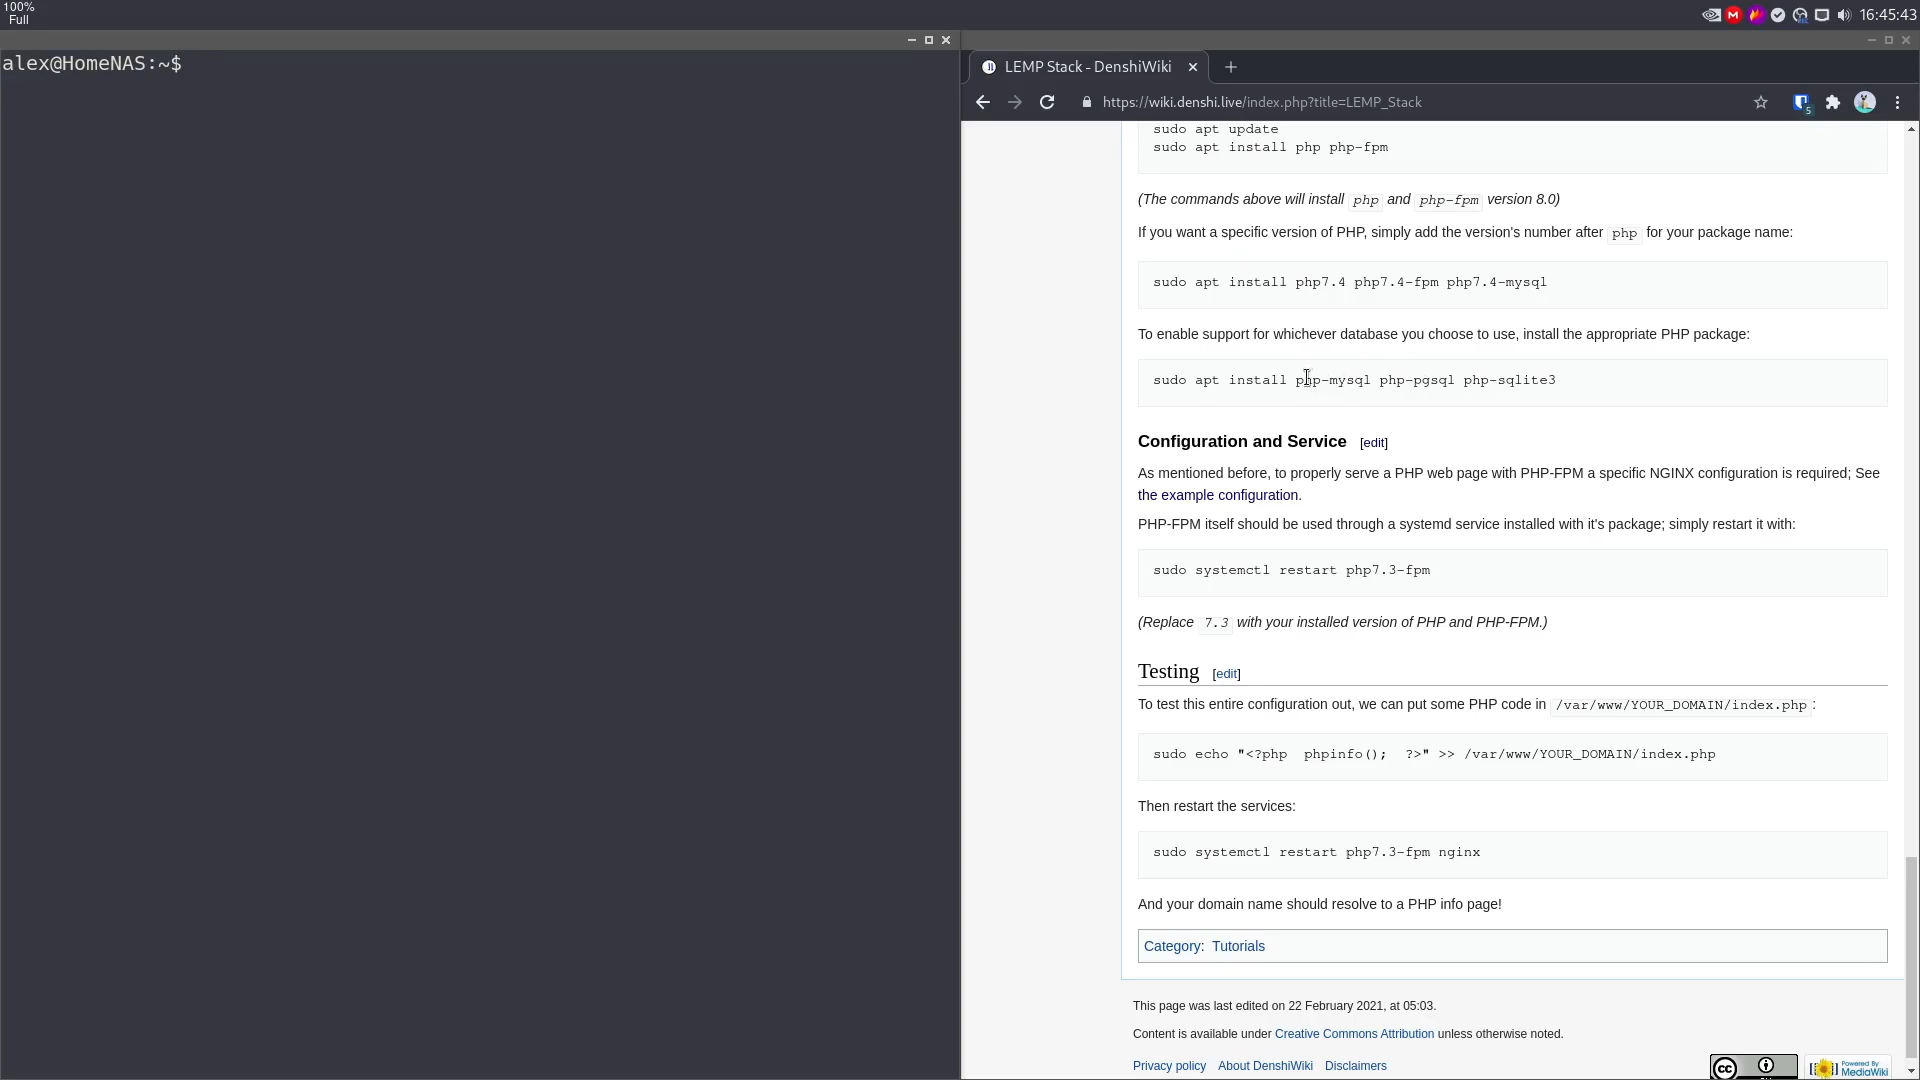 100%
Full
16:45:43
alex@HomeNAS:~$
LEMP Stack - DenshiWiki
https://wiki.denshi.live/index.php?title=LEMP_Stack
5
sudo apt update
sudo apt install php php-fpm
(The commands above will install php and php-fpm version 8.0)
If you want a specific version of PHP, simply add the version's number after php for your package name:
sudo apt install php7.4 php7.4-fpm php7.4-mysql
To enable support for whichever database you choose to use, install the appropriate PHP package:
sudo apt install php-mysql php-pgsql php-sqlite3
Configuration and Service [edit]
As mentioned before, to properly serve a PHP web page with PHP-FPM a specific NGINX configuration is required; See
the example configuration.
PHP-FPM itself should be used through a systemd service installed with it's package; simply restart it with:
sudo systemctl restart php7.3-fpm
(Replace 7.3 with your installed version of PHP and PHP-FPM.)
Testing [edit]
To test this entire configuration out, we can put some PHP code in /var/www/YOUR_DOMAIN/index.php :
sudo echo "<?php  phpinfo();  ?>" >> /var/www/YOUR_DOMAIN/index.php
Then restart the services:
sudo systemctl restart php7.3-fpm nginx
And your domain name should resolve to a PHP info page!
Category: Tutorials
This page was last edited on 22 February 2021, at 05:03.
Content is available under Creative Commons Attribution unless otherwise noted.
Privacy policy About DenshiWiki Disclaimers
Powered By
MediaWiki